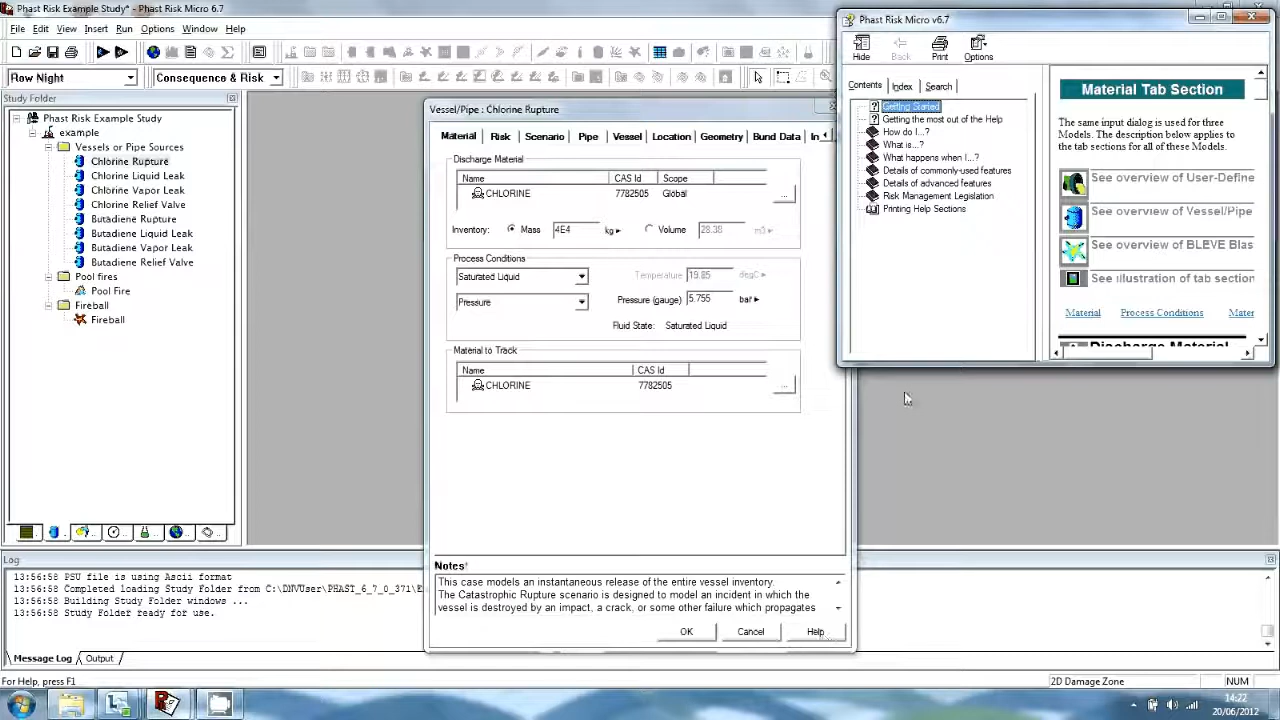 Phast Risk Example Study* - Phast Risk Micro 6.7
File Edit View Insert Run Options Window Help
Row Night
Consequence & Risk
Study Folder
Phast Risk Example Study
example
Vessels or Pipe Sources
Chlorine Rupture
Chlorine Liquid Leak
Chlorine Vapor Leak
Chlorine Relief Valve
Butadiene Rupture
Butadiene Liquid Leak
Butadiene Vapor Leak
Butadiene Relief Valve
Pool fires
Pool Fire
Fireball
Fireball
Vessel/Pipe : Chlorine Rupture
Material Risk Scenario Pipe Vessel Location Geometry Bund Data In
Discharge Material
Name CAS Id Scope
CHLORINE 7782505 Global
...
Inventory: Mass 4E4 kg Volume 28.38 m3
Process Conditions
Saturated Liquid Temperature 19.85 degC
Pressure Pressure (gauge) 5.755 bar
Fluid State: Saturated Liquid
Material to Track
Name CAS Id
CHLORINE 7782505
...
Notes:
This case models an instantaneous release of the entire vessel inventory.
The Catastrophic Rupture scenario is designed to model an incident in which the
vessel is destroyed by an impact, a crack, or some other failure which propagates
OK Cancel Help
Phast Risk Micro v6.7
Hide Back Print Options
Contents Index Search
Getting Started
Getting the most out of the Help
How do I...?
What is...?
What happens when I...?
Details of commonly-used features
Details of advanced features
Risk Management Legislation
Printing Help Sections
Material Tab Section
The same input dialog is used for three
Models. The description below applies to
the tab sections for all of these Models.
See overview of User-Define
See overview of Vessel/Pipe
See overview of BLEVE Blas
See illustration of tab section
Material Process Conditions Mater
Discharge Material
Log:
13:56:58 PSU file is using Ascii format
13:56:58 Completed loading Study Folder from C:\DNVUser\PHAST_6_7_0_371\E
13:56:58 Building Study Folder windows ...
13:56:58 Study Folder ready for use.
Message Log Output
For Help, press F1
2D Damage Zone
NUM
14:22
20/06/2012